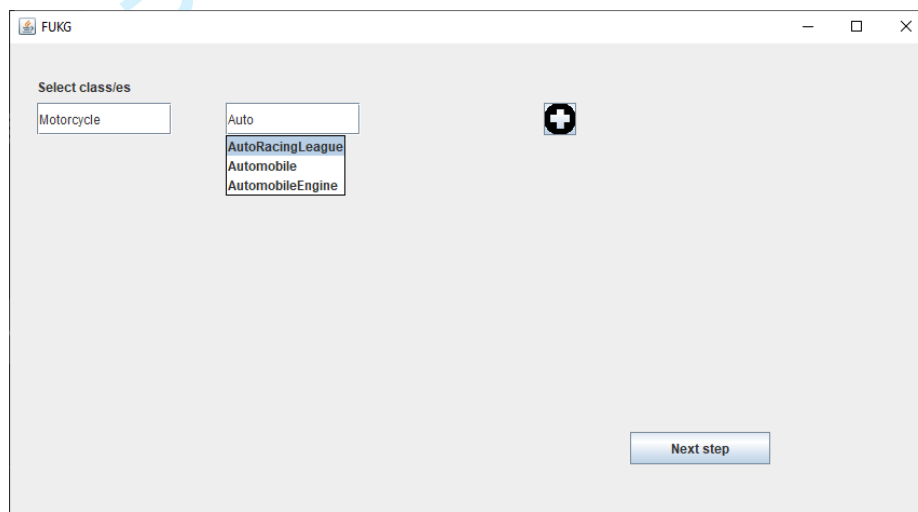 FUKG
Select class/es
Motorcycle
Auto
AutoRacingLeague
Automobile
AutomobileEngine
Next step